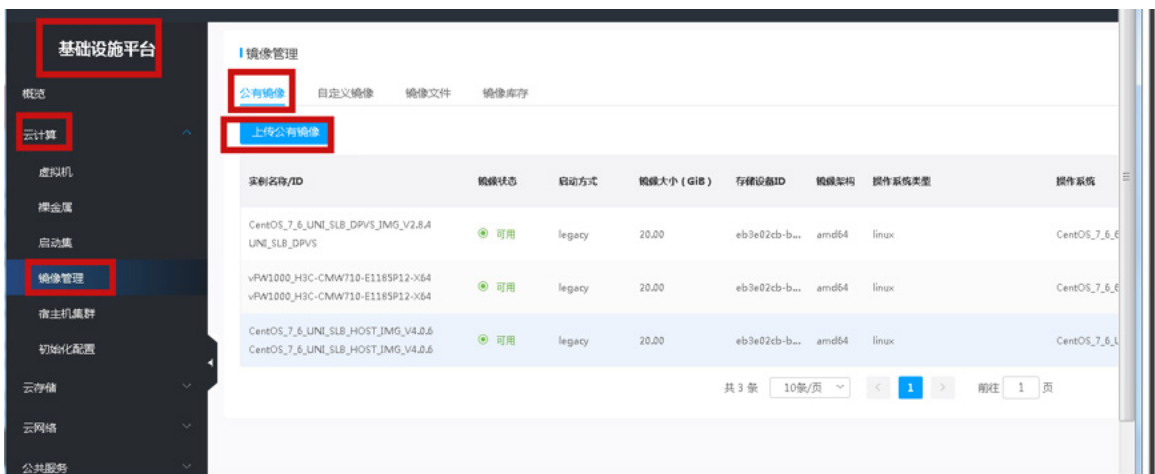 基础设施平台
概览
云计算
虚拟机
裸金属
启动集
镜像管理
宿主机集群
初始化配置
云存储
云网络
公共服务
镜像管理
公有镜像 自定义镜像 镜像文件 镜像库存
上传公有镜像
实例名称/ID 镜像状态 启动方式 镜像大小（GiB） 存储设备ID 镜像架构 操作系统类型 操作系统
CentOS_7_6_UNI_SLB_DPVS_IMG_V2.8.4
UNI_SLB_DPVS
可用 legacy 20.00 eb3e02cb-b... amd64 linux CentOS_7_6_6
vFW1000_H3C-CMW710-E1185P12-X64
vFW1000_H3C-CMW710-E1185P12-X64
可用 legacy 20.00 eb3e02cb-b... amd64 linux CentOS_7_6_6
CentOS_7_6_UNI_SLB_HOST_IMG_V4.0.6
CentOS_7_6_UNI_SLB_HOST_IMG_V4.0.6
可用 legacy 20.00 eb3e02cb-b... amd64 linux CentOS_7_6_U
共 3 条 10条/页 1 前往 1 页